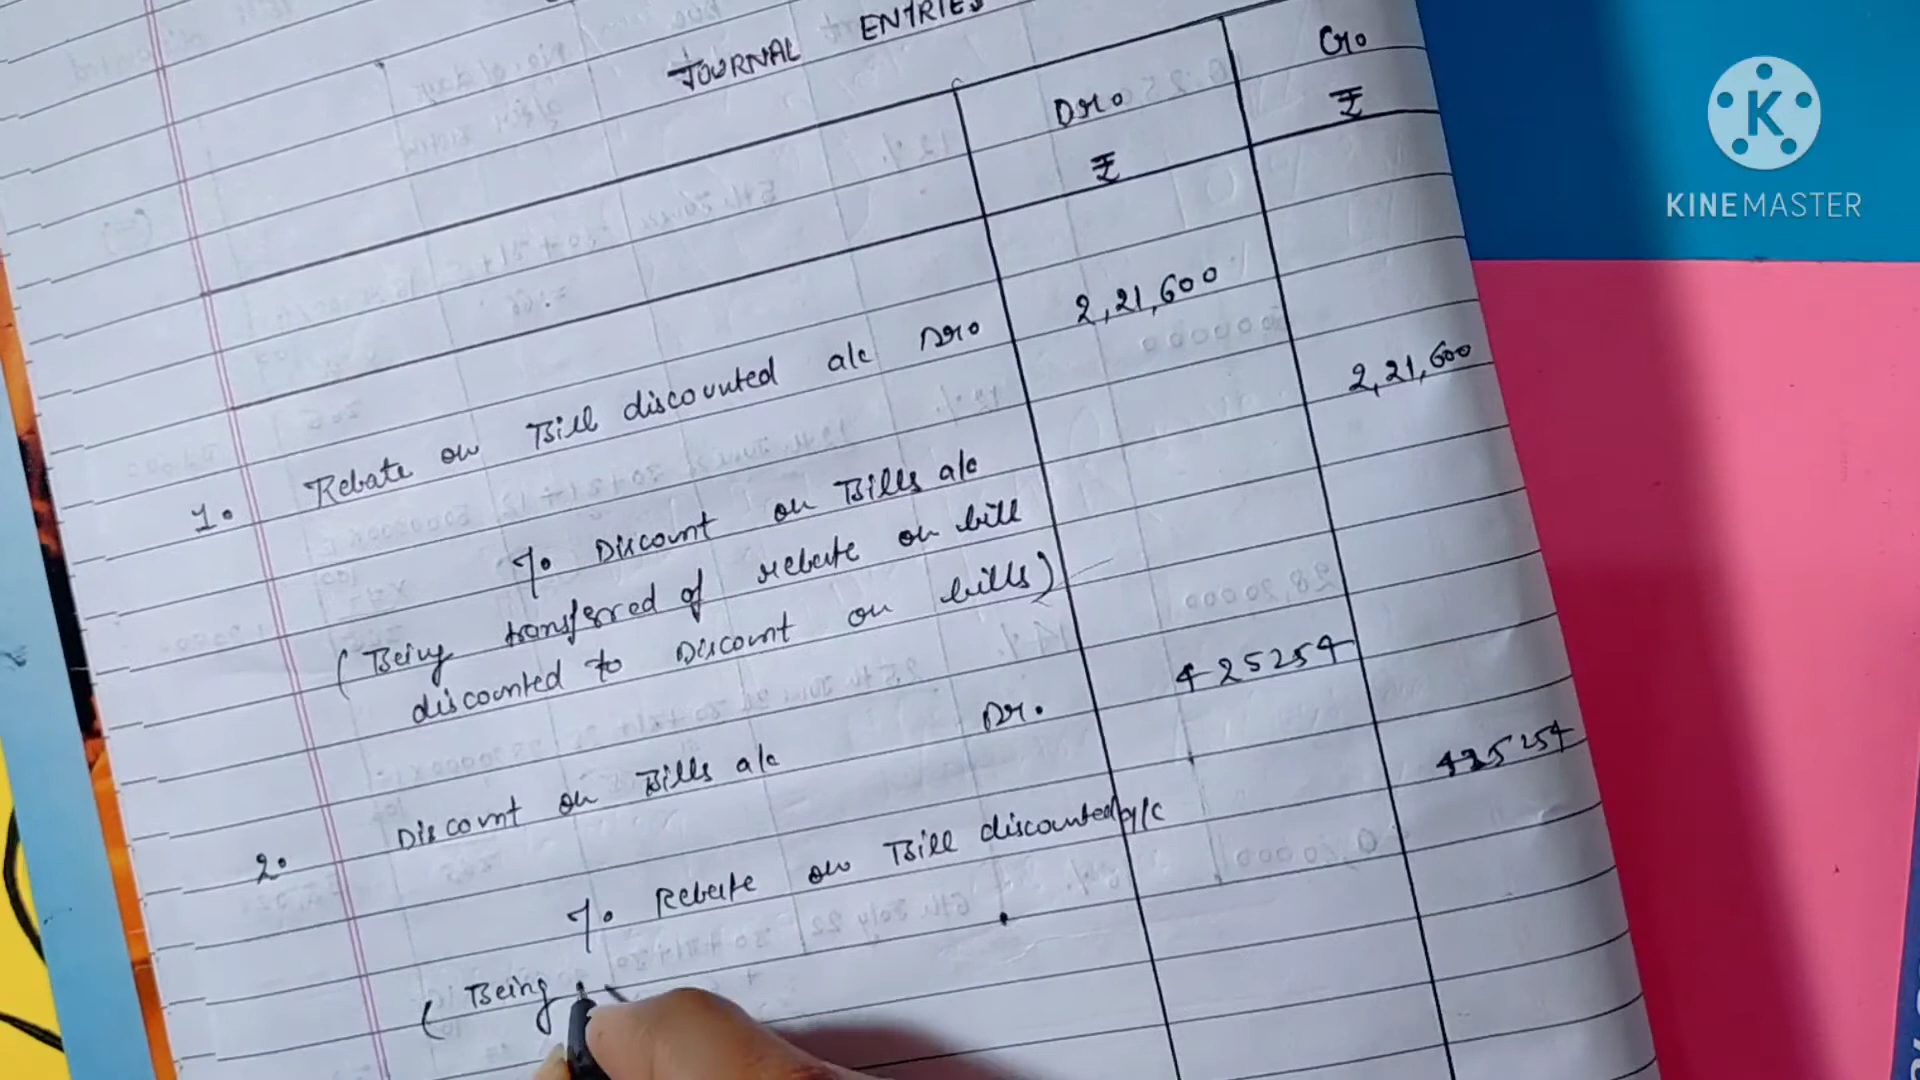 JOURNAL ENTRIES
Dr. Cr.
₹ ₹
1. Rebate on Bill discounted a/c Dr. 2,21,600
To Discount on Bills a/c 2,21,600
(Being transferred of rebate on bill
discounted to Discount on bills)
2. Discount on Bills a/c Dr. 425254
To Rebate on Bill discounted a/c 425254
(Being
K
KINEMASTER